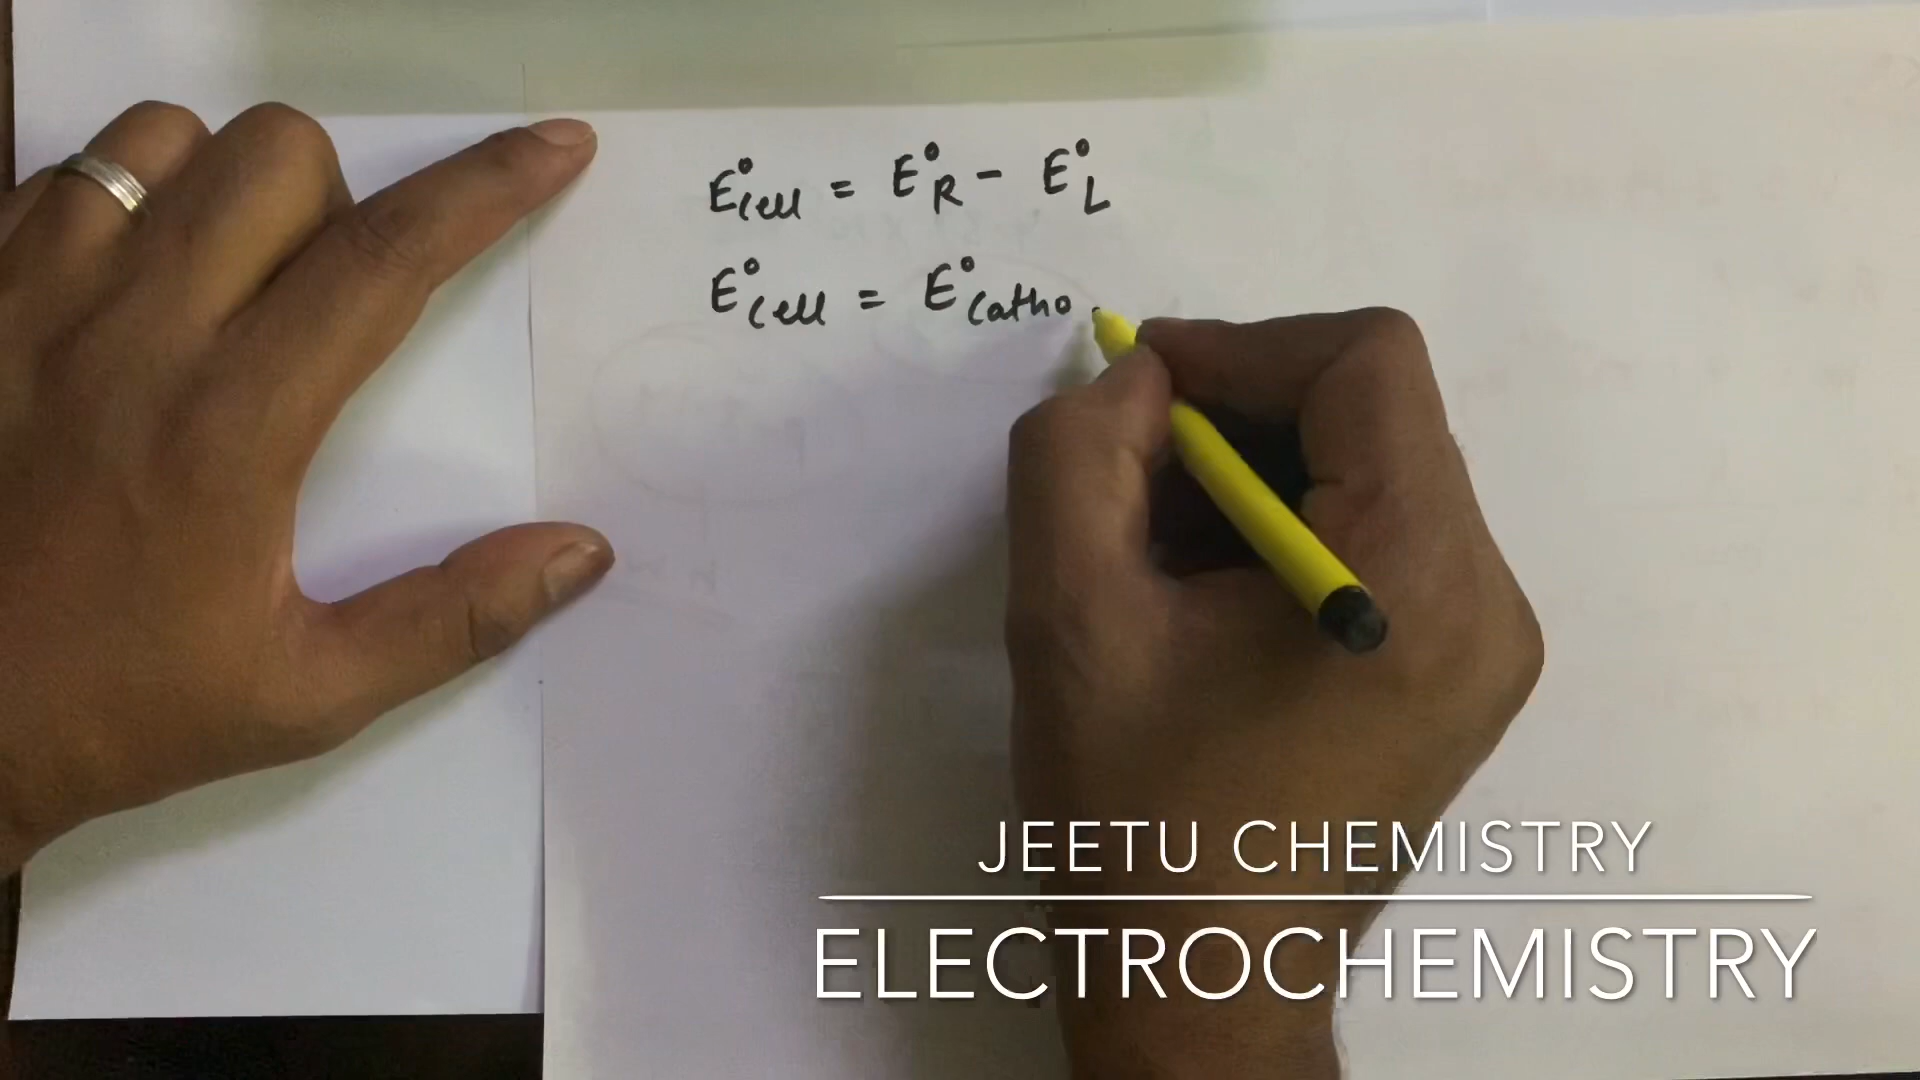 E°cell = E°R - E°L
E°cell = E°Catho
JEETU CHEMISTRY
ELECTROCHEMISTRY